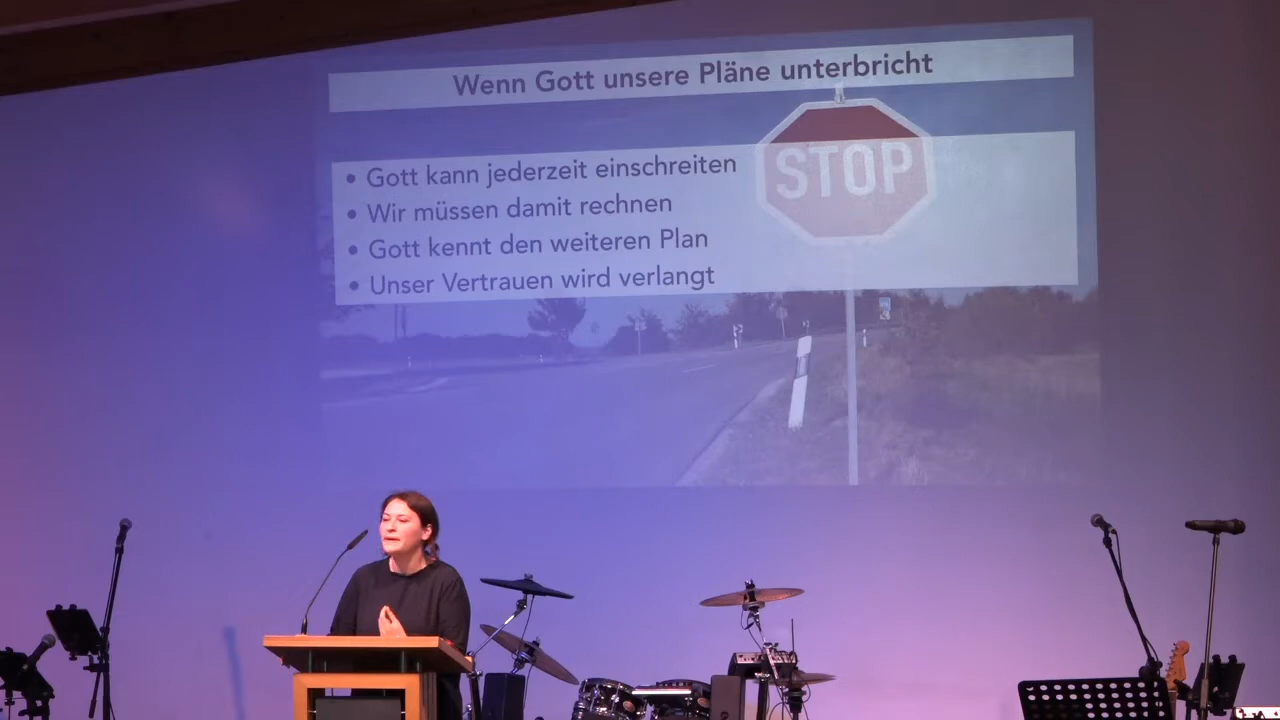 Wenn Gott unsere Pläne unterbricht
• Gott kann jederzeit einschreiten
• Wir müssen damit rechnen
• Gott kennt den weiteren Plan
• Unser Vertrauen wird verlangt
STOP